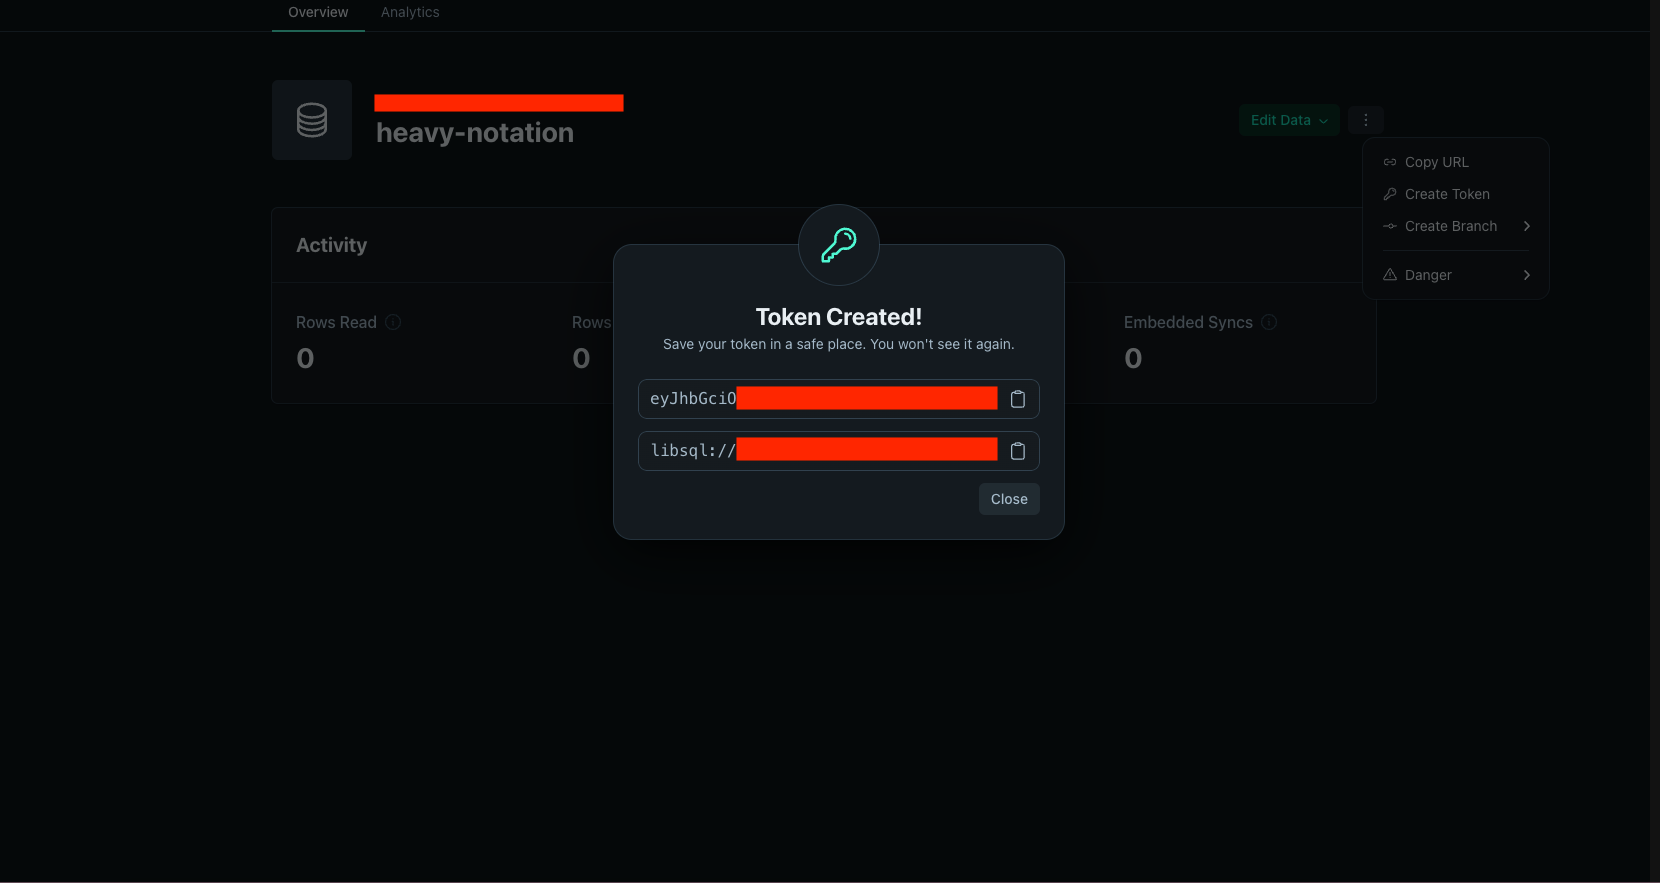 Overview Analytics
heavy-notation
Edit Data
Copy URL
Create Token
Create Branch
Danger
Activity
Rows Read
0
Rows
0
Embedded Syncs
0
Token Created!
Save your token in a safe place. You won't see it again.
eyJhbGciO
libsql://
Close